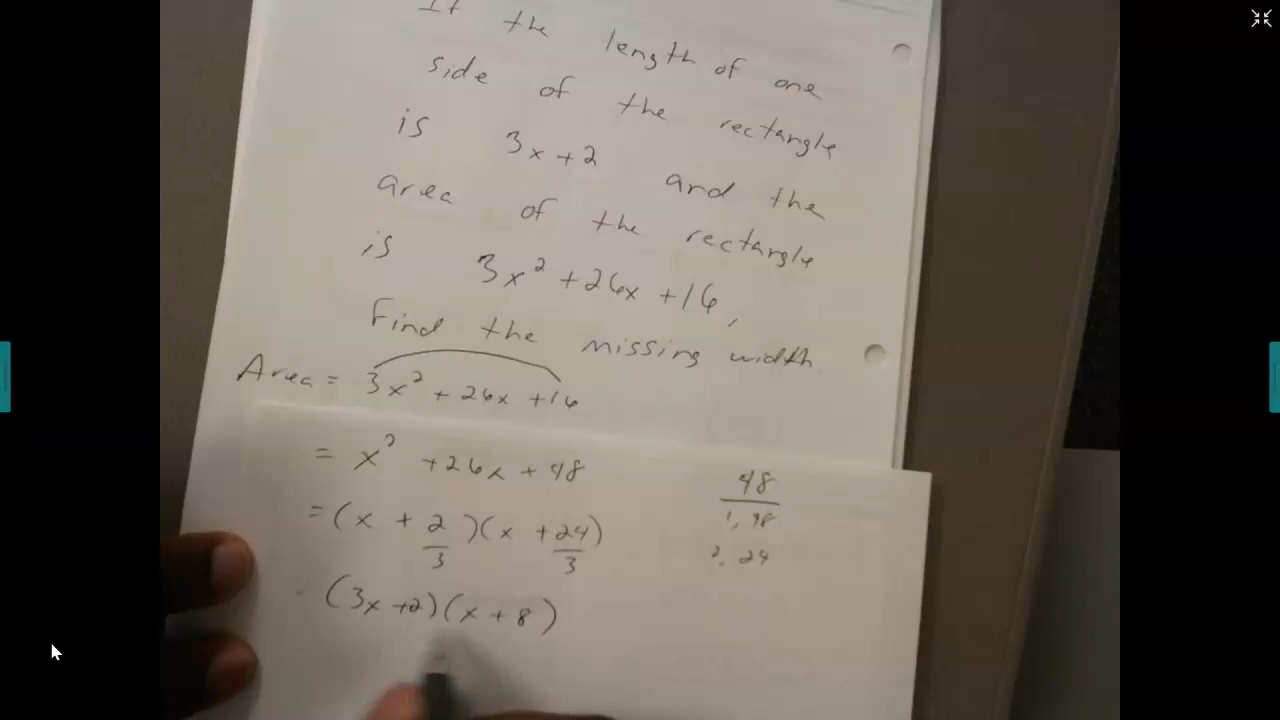 If the length of one
side of the rectangle
is 3x+2 and the
area of the rectangle
is 3x² +26x +16,
Find the missing width.
Area = 3x² + 26x +16
= x² +26x + 48
= (x + 2/3)(x + 24/3)
(3x +2)(x + 8)
48
1, 48
2, 24